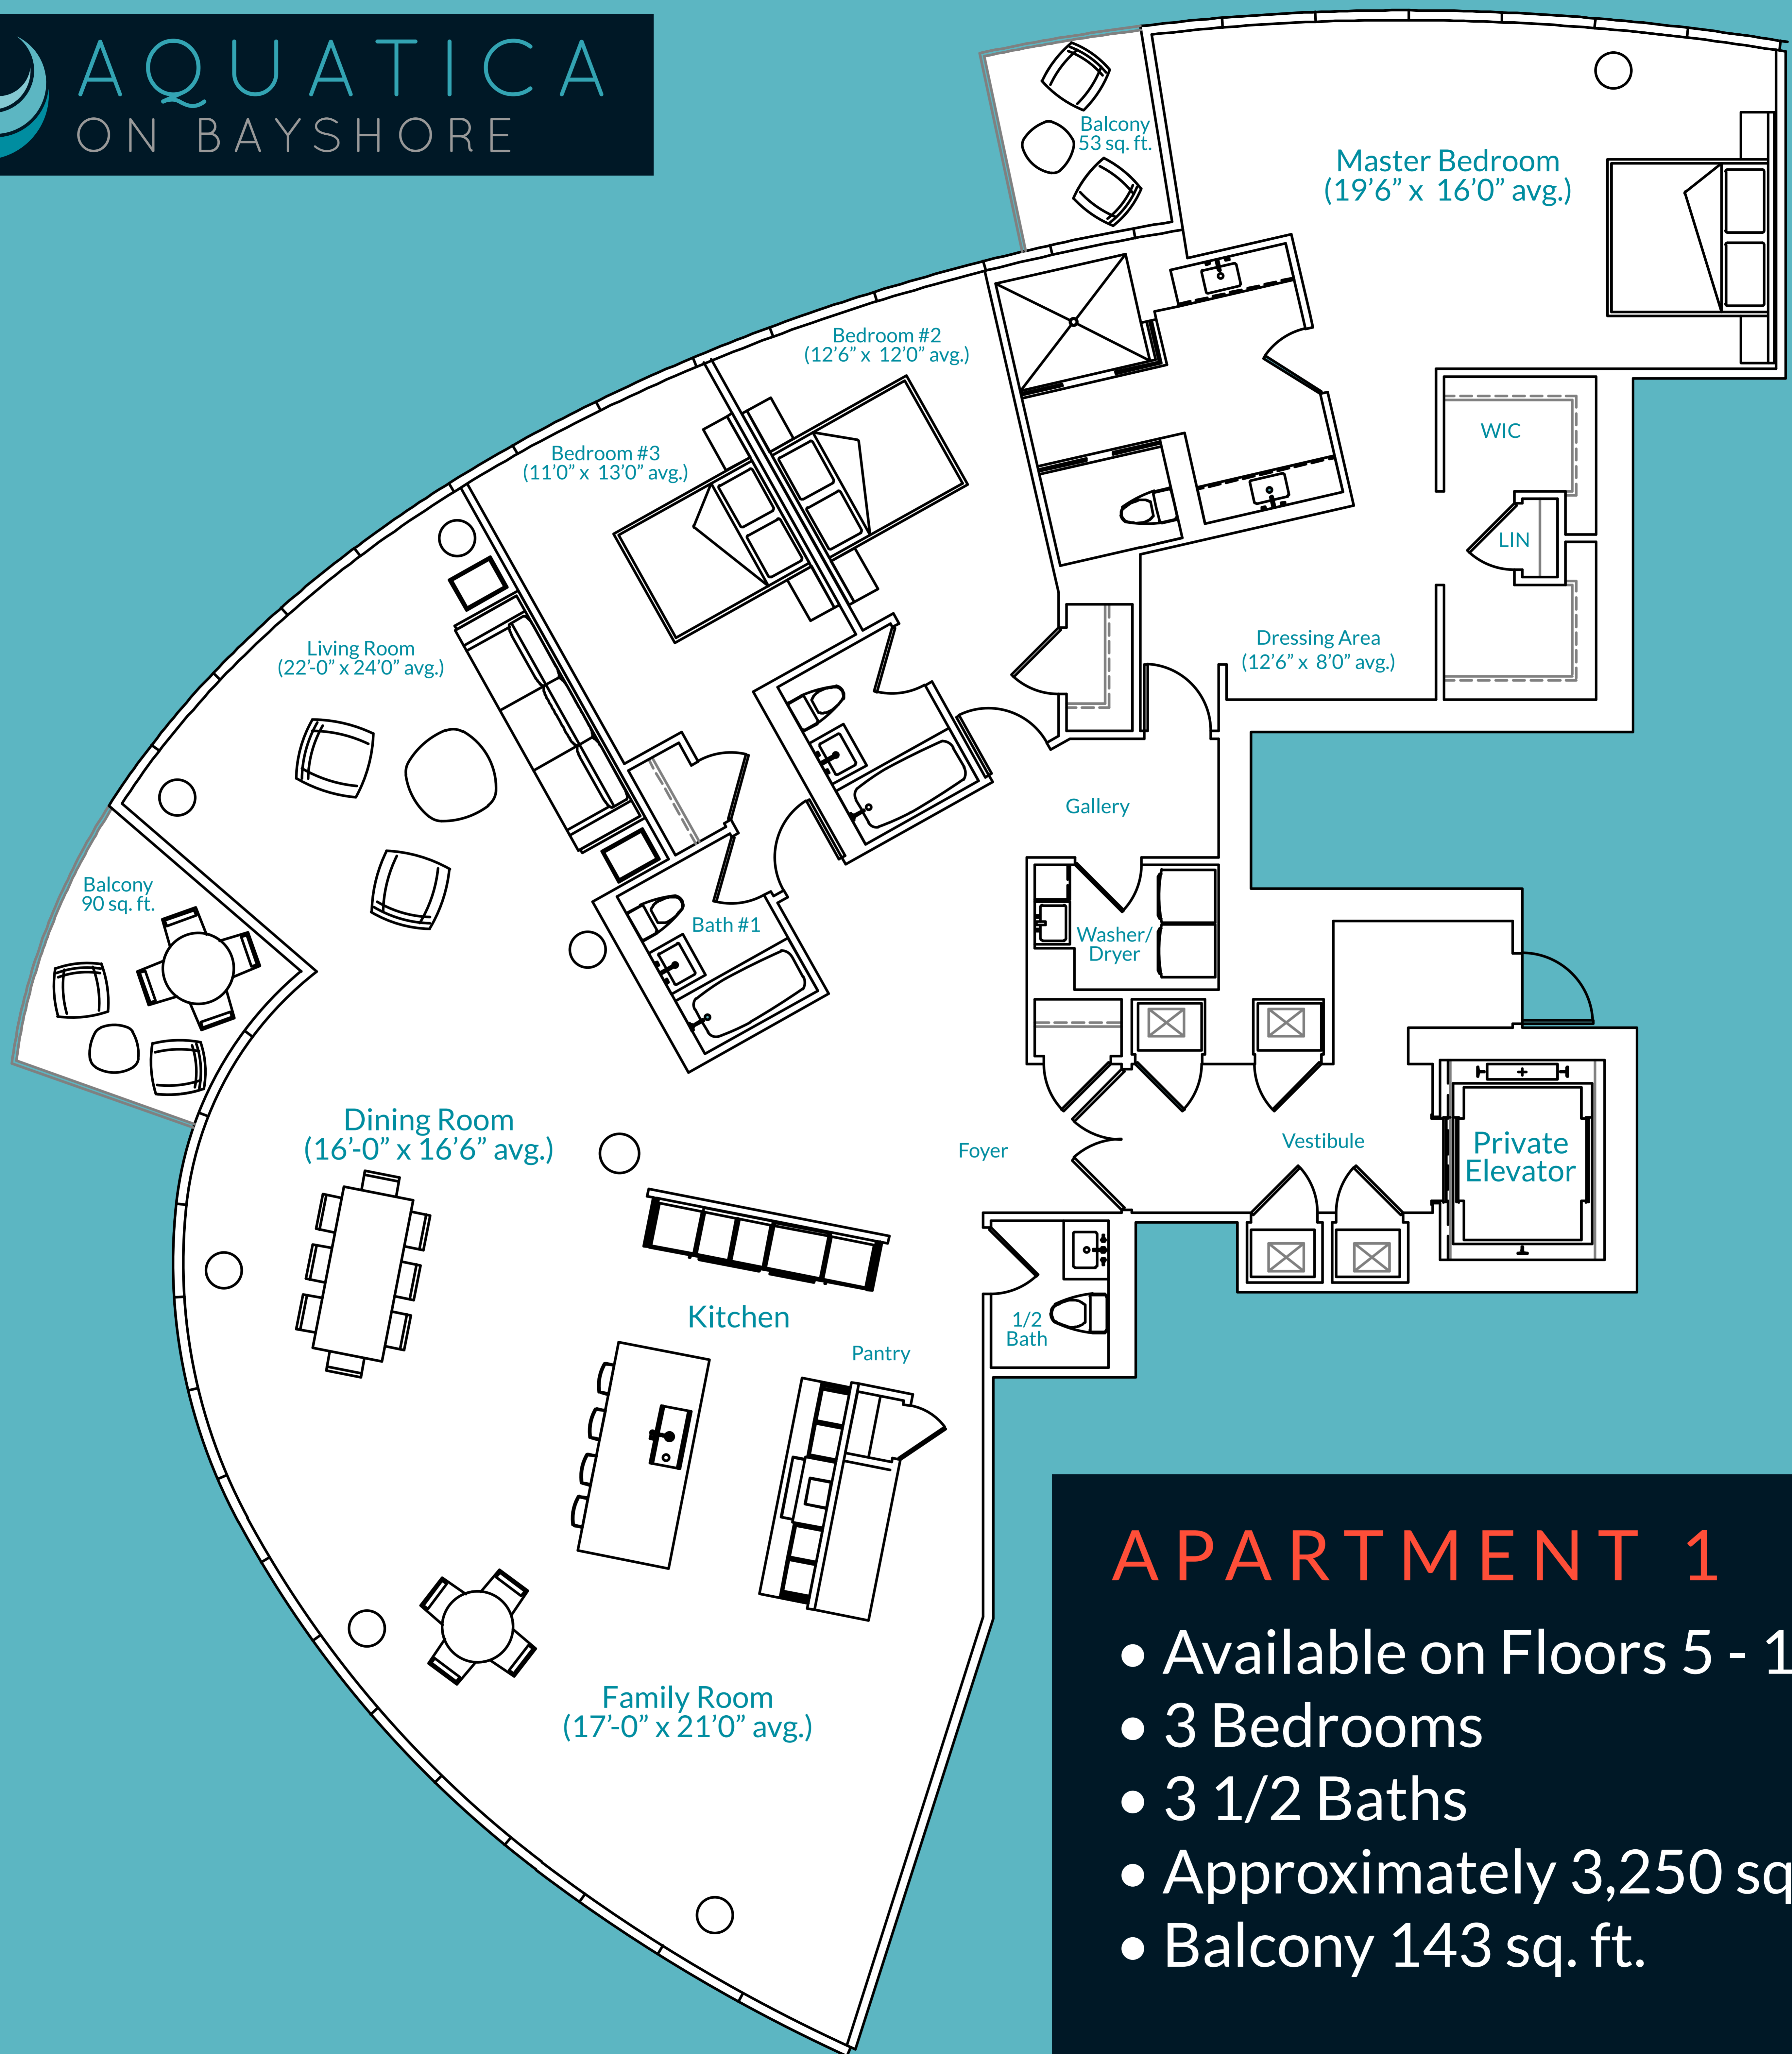 AQUATICA
ON BAYSHORE
Balcony
53 sq. ft.
Master Bedroom
(19’6” x 16’0” avg.)
Bedroom #2
(12’6” x 12’0” avg.)
Bedroom #3
(11’0” x 13’0” avg.)
WIC
LIN
Living Room
(22’-0” x 24’0” avg.)
Dressing Area
(12’6” x 8’0” avg.)
Gallery
Balcony
90 sq. ft.
Bath #1
Washer/
Dryer
Dining Room
(16’-0” x 16’6” avg.)
Foyer
Vestibule
Private
Elevator
Kitchen
1/2
Bath
Pantry
Family Room
(17’-0” x 21’0” avg.)
APARTMENT 1
• Available on Floors 5 - 1
• 3 Bedrooms
• 3 1/2 Baths
• Approximately 3,250 sq
• Balcony 143 sq. ft.